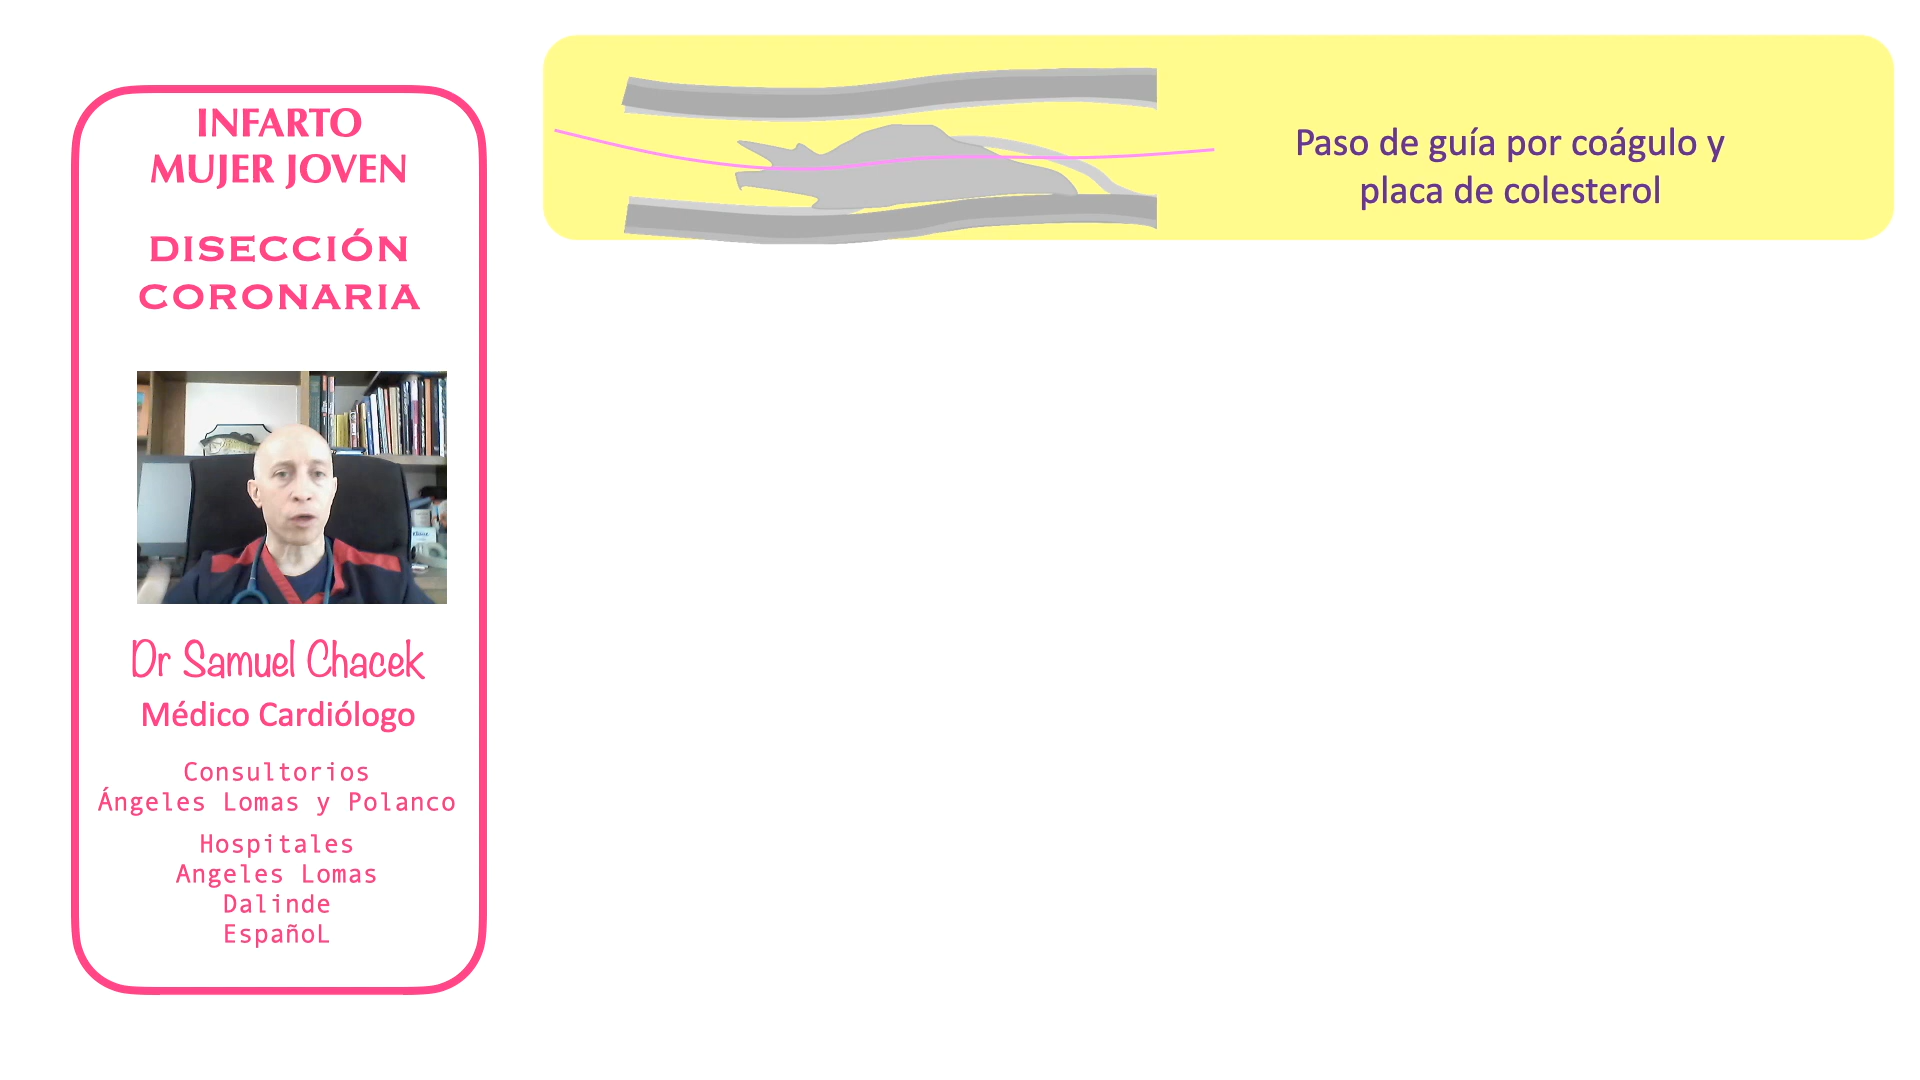 INFARTO
MUJER JOVEN
DISECCIÓN
CORONARIA
Dr Samuel Chacek
Médico Cardiólogo
Consultorios
Ángeles Lomas y Polanco
Hospitales
Angeles Lomas
Dalinde
EspañoL
Paso de guía por coágulo y
placa de colesterol